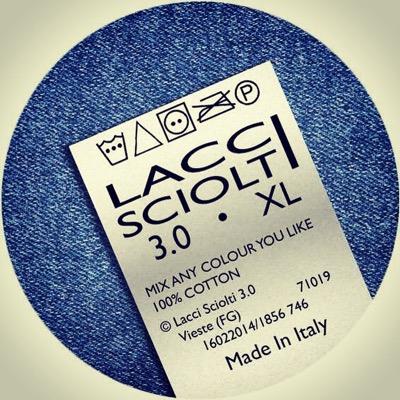 P
LACCI
SCIOLTI
3.0 • XL
MIX ANY COLOUR YOU LIKE
100% COTTON
© Lacci Sciolti 3.0 71019
Vieste (FG)
16022014/1856 746
Made In Italy